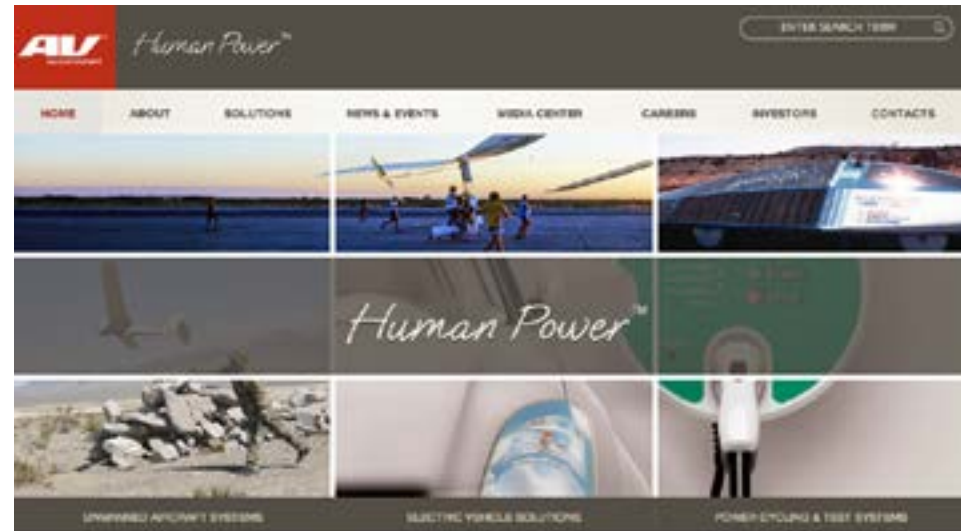 AV
Human Power™
ENTER SEARCH TERM
HOME ABOUT SOLUTIONS NEWS & EVENTS MEDIA CENTER CAREERS INVESTORS CONTACTS
Human Power™
UNMANNED AIRCRAFT SYSTEMS ELECTRIC VEHICLE SOLUTIONS POWER CYCLING & TEST SYSTEMS